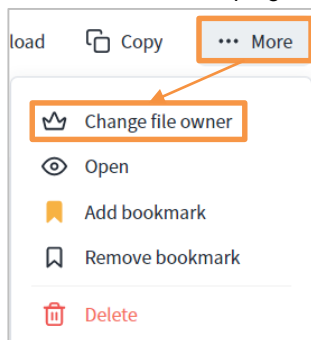 load Copy ••• More
Change file owner
Open
Add bookmark
Remove bookmark
Delete